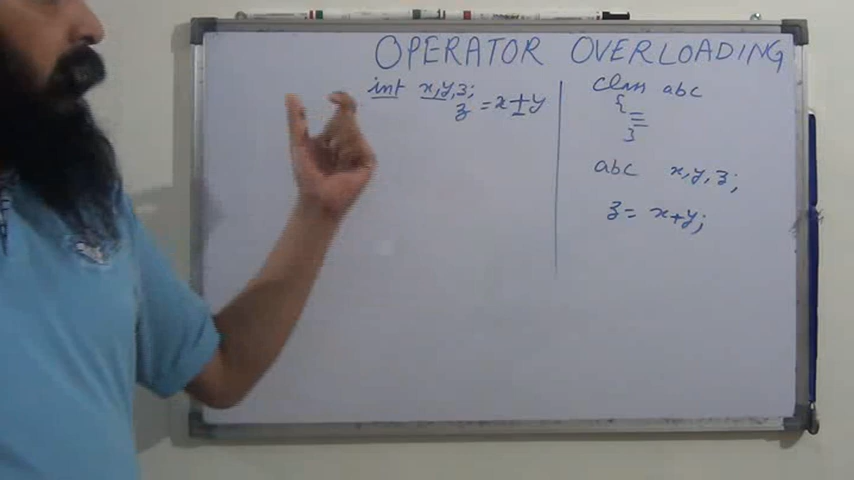 OPERATOR OVERLOADING
int x,y,z;
z = x+y
class abc
{
}
abc x,y,z;
z = x+y;